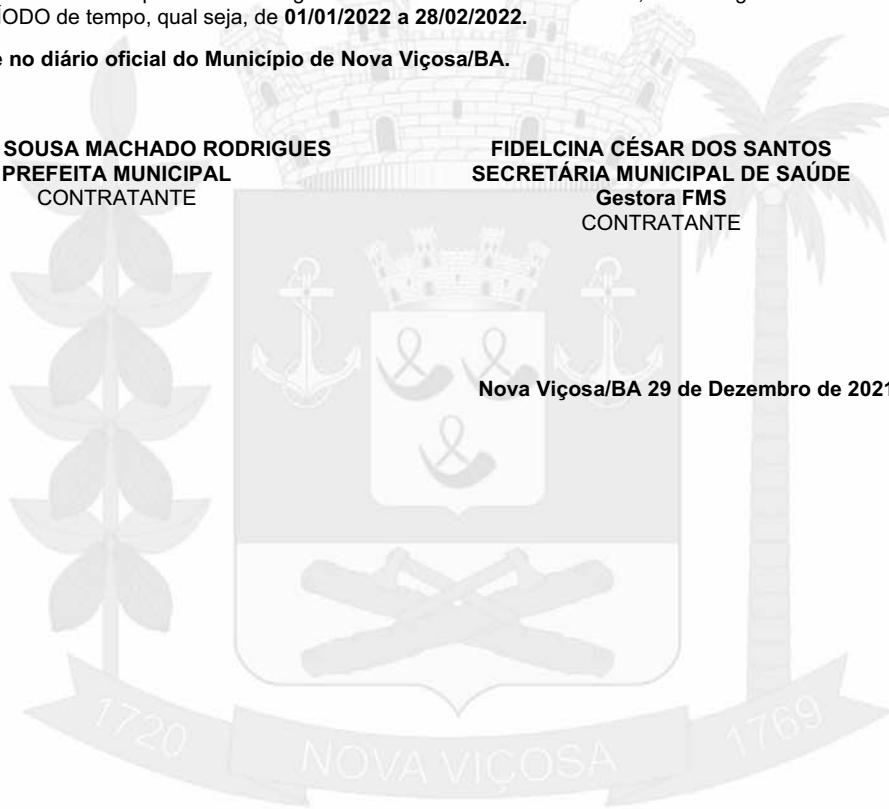 ÍODO de tempo, qual seja, de 01/01/2022 a 28/02/2022.
e no diário oficial do Município de Nova Viçosa/BA.
SOUSA MACHADO RODRIGUES
PREFEITA MUNICIPAL
CONTRATANTE
FIDELCINA CÉSAR DOS SANTOS
SECRETÁRIA MUNICIPAL DE SAÚDE
Gestora FMS
CONTRATANTE
Nova Viçosa/BA 29 de Dezembro de 2021
1720 NOVA VIÇOSA 1769